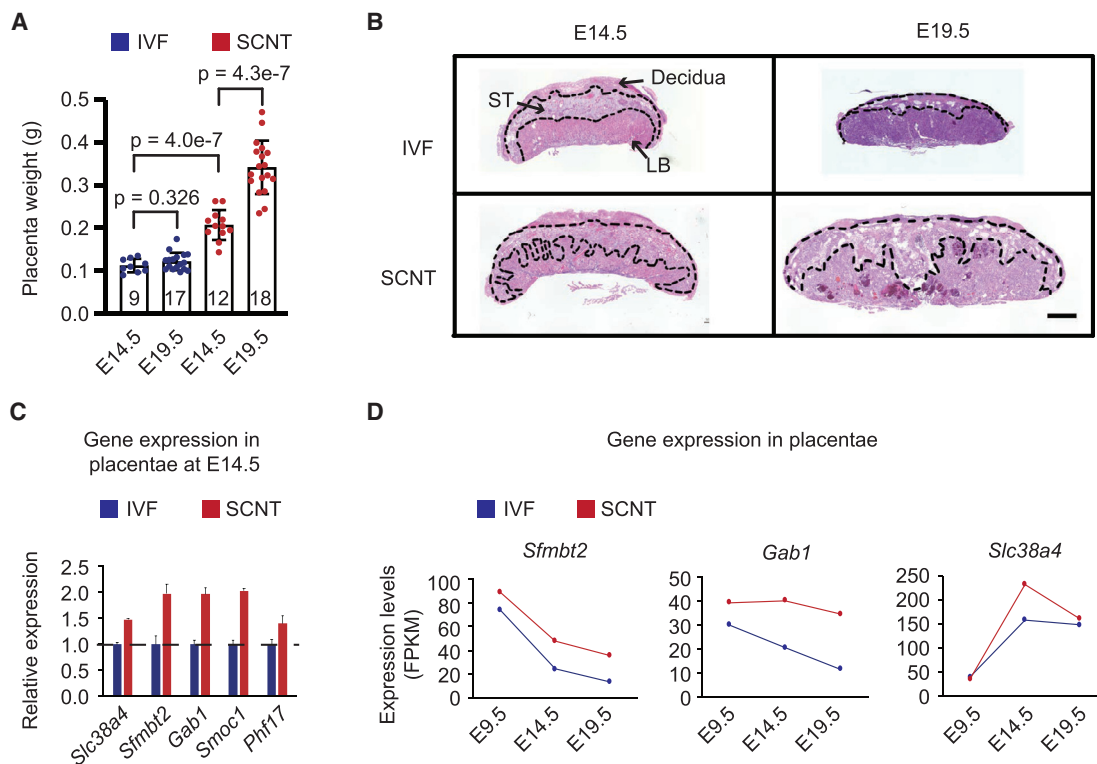 A
IVF SCNT
p = 4.3e-7
p = 4.0e-7
p = 0.326
Placenta weight (g)
0.5
0.4
0.3
0.2
0.1
0.0
9 17 12 18
E14.5 E19.5 E14.5 E19.5
B
E14.5 E19.5
IVF
SCNT
Decidua
ST
LB
C
Gene expression in
placentae at E14.5
IVF SCNT
Relative expression
2.5
2.0
1.5
1.0
0.5
0.0
Slc38a4 Sfmbt2 Gab1 Smoc1 Phf17
D
Gene expression in placentae
IVF SCNT
Expression levels
(FPKM)
Sfmbt2
100
80
60
40
20
0
E9.5 E14.5 E19.5
Gab1
50
40
30
20
10
0
E9.5 E14.5 E19.5
Slc38a4
250
200
150
100
50
0
E9.5 E14.5 E19.5